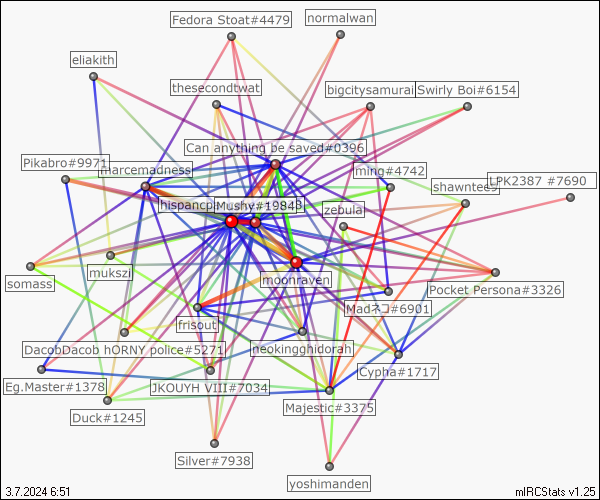 Fedora Stoat#4479
normalwan
eliakith
thesecondtwat
bigcitysamurai
Swirly Boi#6154
Can anything be saved#0396
Pikabro#9971
marcemadness
ming#4742
shawntees
LPK2387 #7690
hispancp
Mushy#1984
zebula
somass
mukszi
moonraven
Pocket Persona#3326
frisout
Madネコ#6901
DacobDacob hORNY police#5271
neokingghidorah
Cypha#1717
Eg.Master#1378
JKOUYH VIII#7034
Duck#1245
Majestic#3375
Silver#7938
yoshimanden
3.7.2024 6:51
mIRCStats v1.25